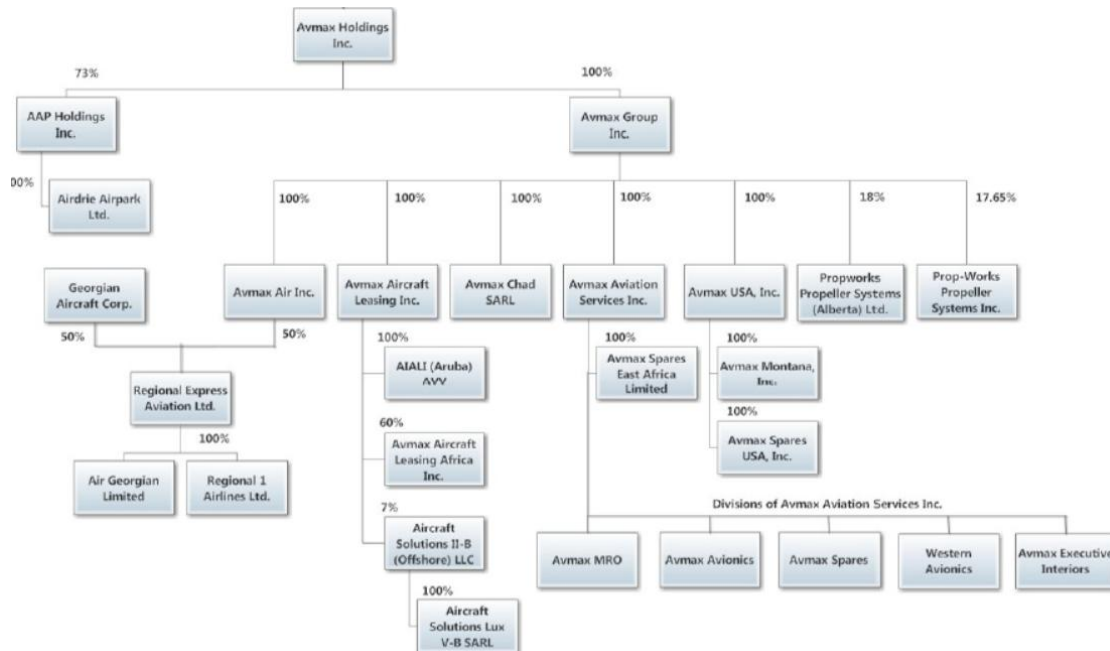 Avmax Holdings
Inc.
73%
100%
AAP Holdings
Inc.
Avmax Group
Inc.
00%
Airdrie Airpark
Ltd.
100%
100%
100%
100%
100%
18%
17.65%
Georgian
Aircraft Corp.
Avmax Air Inc.
Avmax Aircraft
Leasing Inc.
Avmax Chad
SARL
Avmax Aviation
Services Inc.
Avmax USA, Inc.
Propworks
Propeller Systems
(Alberta) Ltd.
Prop-Works
Propeller
Systems Inc.
50%
50%
100%
100%
100%
Regional Express
Aviation Ltd.
AIALI (Aruba)
AVV
Avmax Spares
East Africa
Limited
Avmax Montana,
Inc.
100%
60%
100%
Air Georgian
Limited
Regional 1
Airlines Ltd.
Avmax Aircraft
Leasing Africa
Inc.
Avmax Spares
USA, Inc.
7%
Divisions of Avmax Aviation Services Inc.
Aircraft
Solutions II-B
(Offshore) LLC
Avmax MRO
Avmax Avionics
Avmax Spares
Western
Avionics
Avmax Executive
Interiors
100%
Aircraft
Solutions Lux
V-B SARL